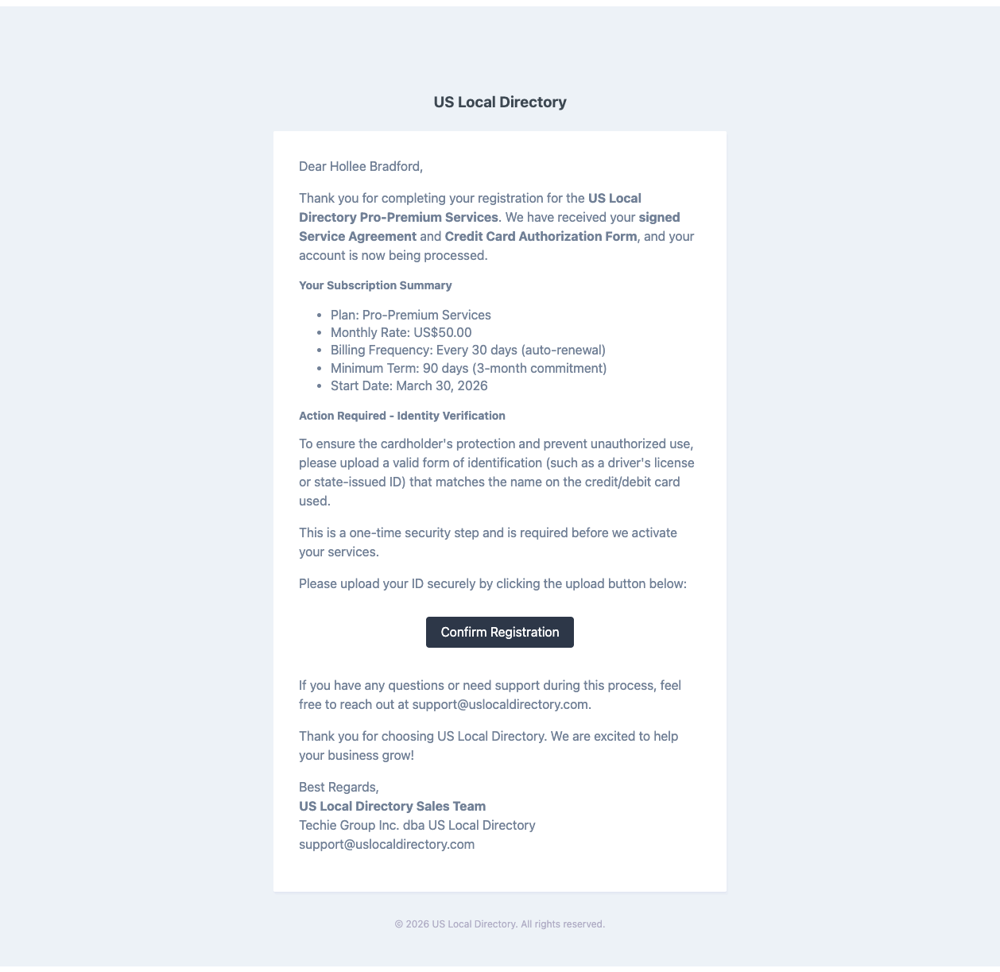 US Local Directory
Dear Hollee Bradford,
Thank you for completing your registration for the US Local
Directory Pro-Premium Services. We have received your signed
Service Agreement and Credit Card Authorization Form, and your
account is now being processed.
Your Subscription Summary
• Plan: Pro-Premium Services
• Monthly Rate: US$50.00
• Billing Frequency: Every 30 days (auto-renewal)
• Minimum Term: 90 days (3-month commitment)
• Start Date: March 30, 2026
Action Required - Identity Verification
To ensure the cardholder's protection and prevent unauthorized use,
please upload a valid form of identification (such as a driver's license
or state-issued ID) that matches the name on the credit/debit card
used.
This is a one-time security step and is required before we activate
your services.
Please upload your ID securely by clicking the upload button below:
Confirm Registration
If you have any questions or need support during this process, feel
free to reach out at support@uslocaldirectory.com.
Thank you for choosing US Local Directory. We are excited to help
your business grow!
Best Regards,
US Local Directory Sales Team
Techie Group Inc. dba US Local Directory
support@uslocaldirectory.com
© 2026 US Local Directory. All rights reserved.